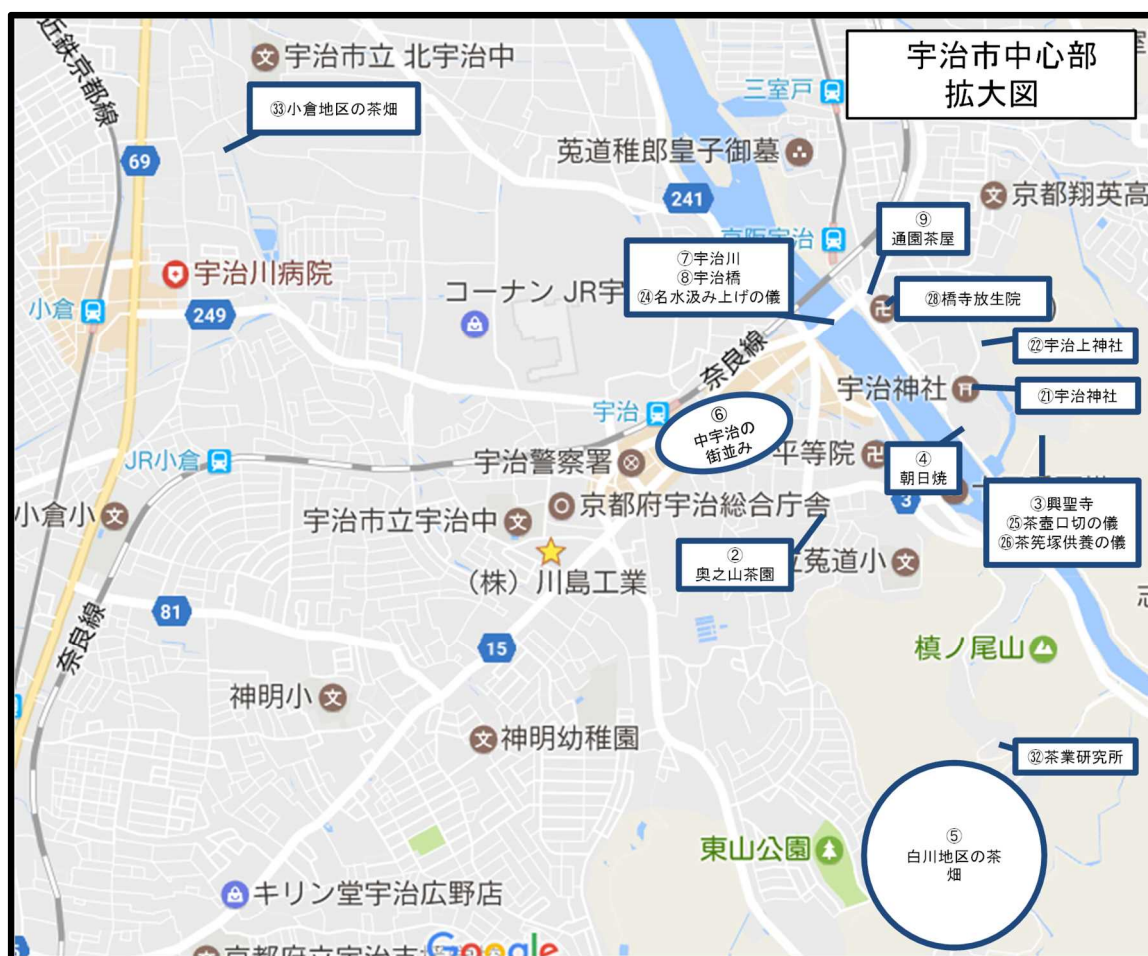 宇治市中心部
拡大図
近鉄京都線
宇治市立 北宇治中
三室戸
㉝小倉地区の茶畑
69
莵道稚郎皇子御墓
241
京都翔英高
⑨
通園茶屋
京阪宇治
⑦宇治川
⑧宇治橋
㉔名水汲み上げの儀
宇治川病院
㉘橋寺放生院
小倉
249
コーナン JR宇
奈良線
㉒宇治上神社
宇治神社
㉑宇治神社
宇治
⑥
中宇治の
街並み
JR小倉
宇治警察署
平等院
④
朝日焼
3
小倉小
宇治市立宇治中
京都府宇治総合庁舎
③興聖寺
㉕茶壷口切の儀
㉖茶筅塚供養の儀
②
奥之山茶園
立菟道小
(株)川島工業
志
81
奈良線
15
槙ノ尾山
神明小
神明幼稚園
㉜茶業研究所
東山公園
⑤
白川地区の茶
畑
キリン堂宇治広野店
Google